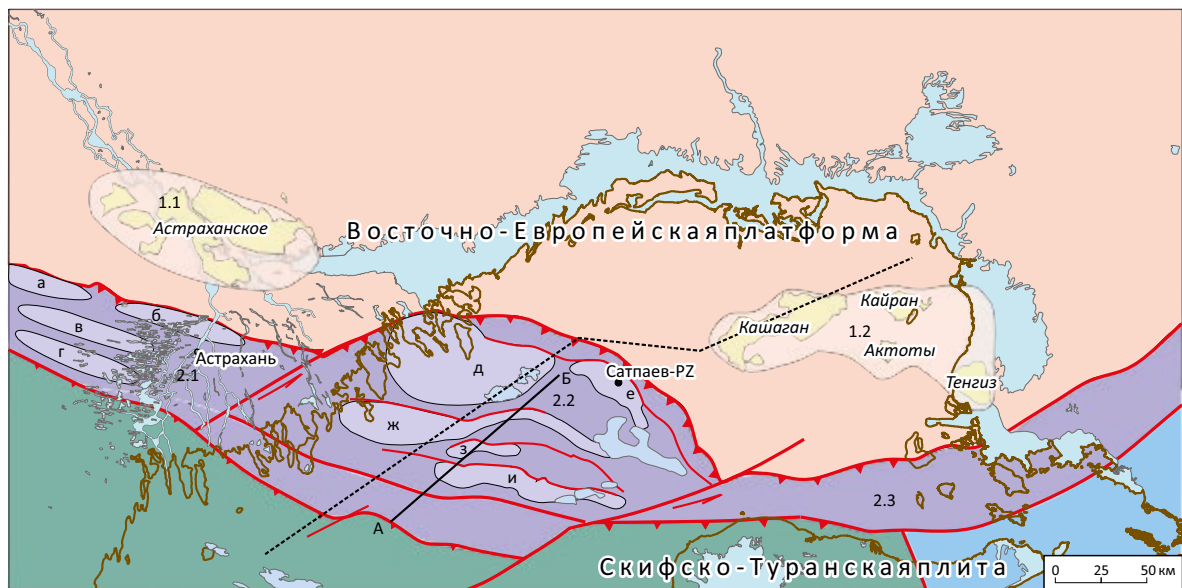 1.1
Астраханское
Восточно-Европейскаяплатформа
а
б
в
г
Астрахань
2.1
Кайран
Кашаган
1.2
Актоты
Тенгиз
д
Б
Сатпаев-PZ
2.2
е
ж
з
и
А
2.3
Скифско-Туранскаяплита
0 25 50 км